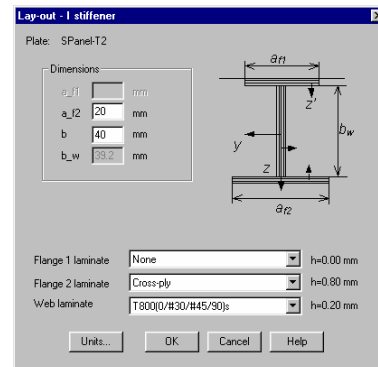 Lay-out - I stiffener
Plate: SPanel-T2
Dimensions
a_f1 mm
a_f2 20 mm
b 40 mm
b_w 39.2 mm
a_f1
z'
b_w
y
z
a_f2
Flange 1 laminate None h=0.00 mm
Flange 2 laminate Cross-ply h=0.80 mm
Web laminate T800(0/#30/#45/90)s h=0.20 mm
Units... OK Cancel Help